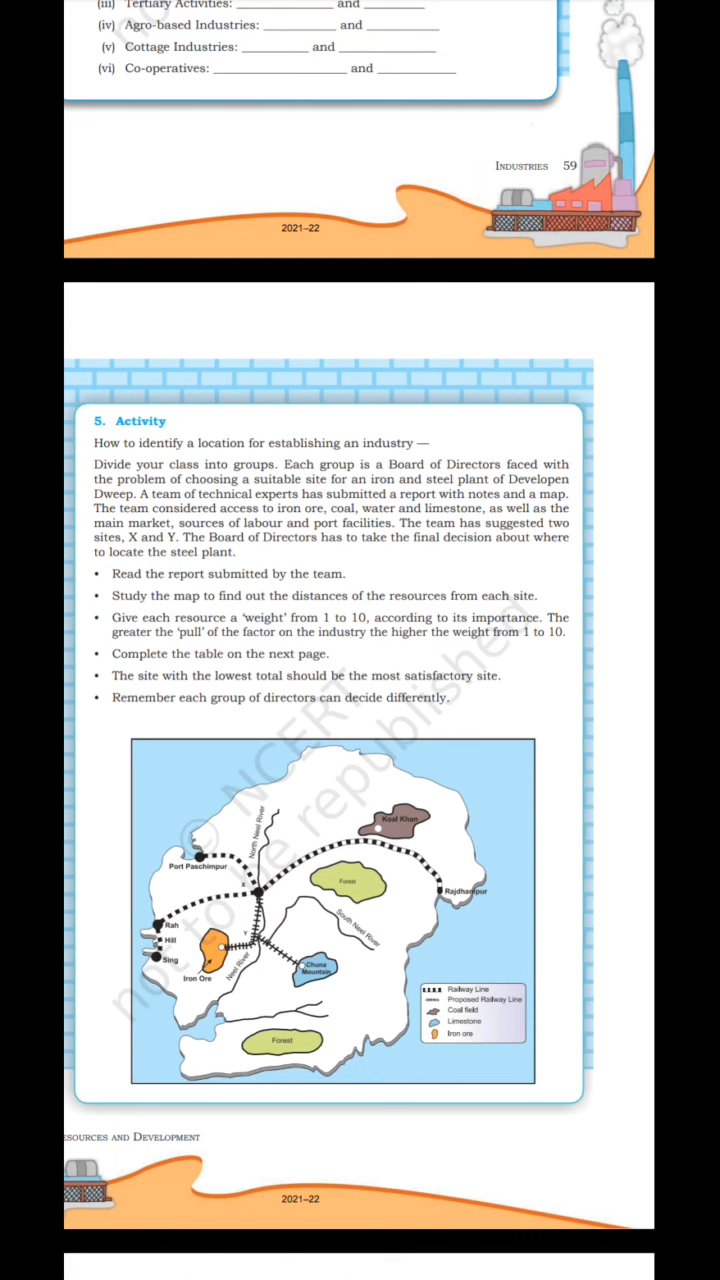 (iii) Tertiary Activities: ____________ and ________
(iv) Agro-based Industries: _________ and _________
(v) Cottage Industries: ________ and ____________
(vi) Co-operatives: ________________ and __________
INDUSTRIES 59
2021–22
5. Activity
How to identify a location for establishing an industry —
Divide your class into groups. Each group is a Board of Directors faced with
the problem of choosing a suitable site for an iron and steel plant of Developen
Dweep. A team of technical experts has submitted a report with notes and a map.
The team considered access to iron ore, coal, water and limestone, as well as the
main market, sources of labour and port facilities. The team has suggested two
sites, X and Y. The Board of Directors has to take the final decision about where
to locate the steel plant.
• Read the report submitted by the team.
• Study the map to find out the distances of the resources from each site.
• Give each resource a ‘weight’ from 1 to 10, according to its importance. The
greater the ‘pull’ of the factor on the industry the higher the weight from 1 to 10.
• Complete the table on the next page.
• The site with the lowest total should be the most satisfactory site.
• Remember each group of directors can decide differently.
© NCERT
not to be republished
North Neel River
Koal Khan
Port Paschimpur
Forest
X
Rajdhanipur
Rah
Hill
Sing
Y
South Neel River
Iron Ore
Neel River
Chuna
Mountain
Forest
Railway Line
Proposed Railway Line
Coal field
Limestone
Iron ore
ESOURCES AND DEVELOPMENT
2021–22